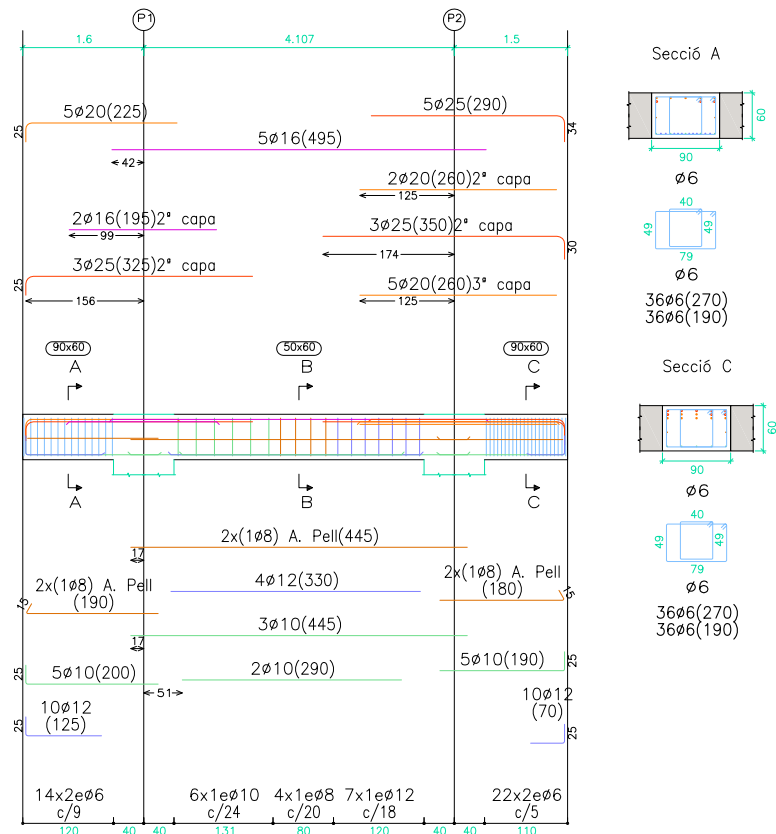 P1
P2
1.6
4.107
1.5
5ø20(225)
25
5ø25(290)
34
5ø16(495)
42
2ø20(260)2ª capa
125
2ø16(195)2ª capa
99
3ø25(350)2ª capa
174
30
3ø25(325)2ª capa
25
156
5ø20(260)3ª capa
125
90x60
50x60
90x60
A
B
C
A
B
C
2x(1ø8) A. Pell(445)
17
2x(1ø8) A. Pell
(190)
15
4ø12(330)
2x(1ø8) A. Pell
(180)
15
3ø10(445)
17
5ø10(200)
25
2ø10(290)
51
5ø10(190)
25
10ø12
(125)
25
10ø12
(70)
25
14x2eø6
c/9
6x1eø10
c/24
4x1eø8
c/20
7x1eø12
c/18
22x2eø6
c/5
120
40
40
131
80
120
40
40
110
Secció A
60
90
ø6
40
49
49
79
ø6
36ø6(270)
36ø6(190)
Secció C
60
90
ø6
40
49
49
79
ø6
36ø6(270)
36ø6(190)